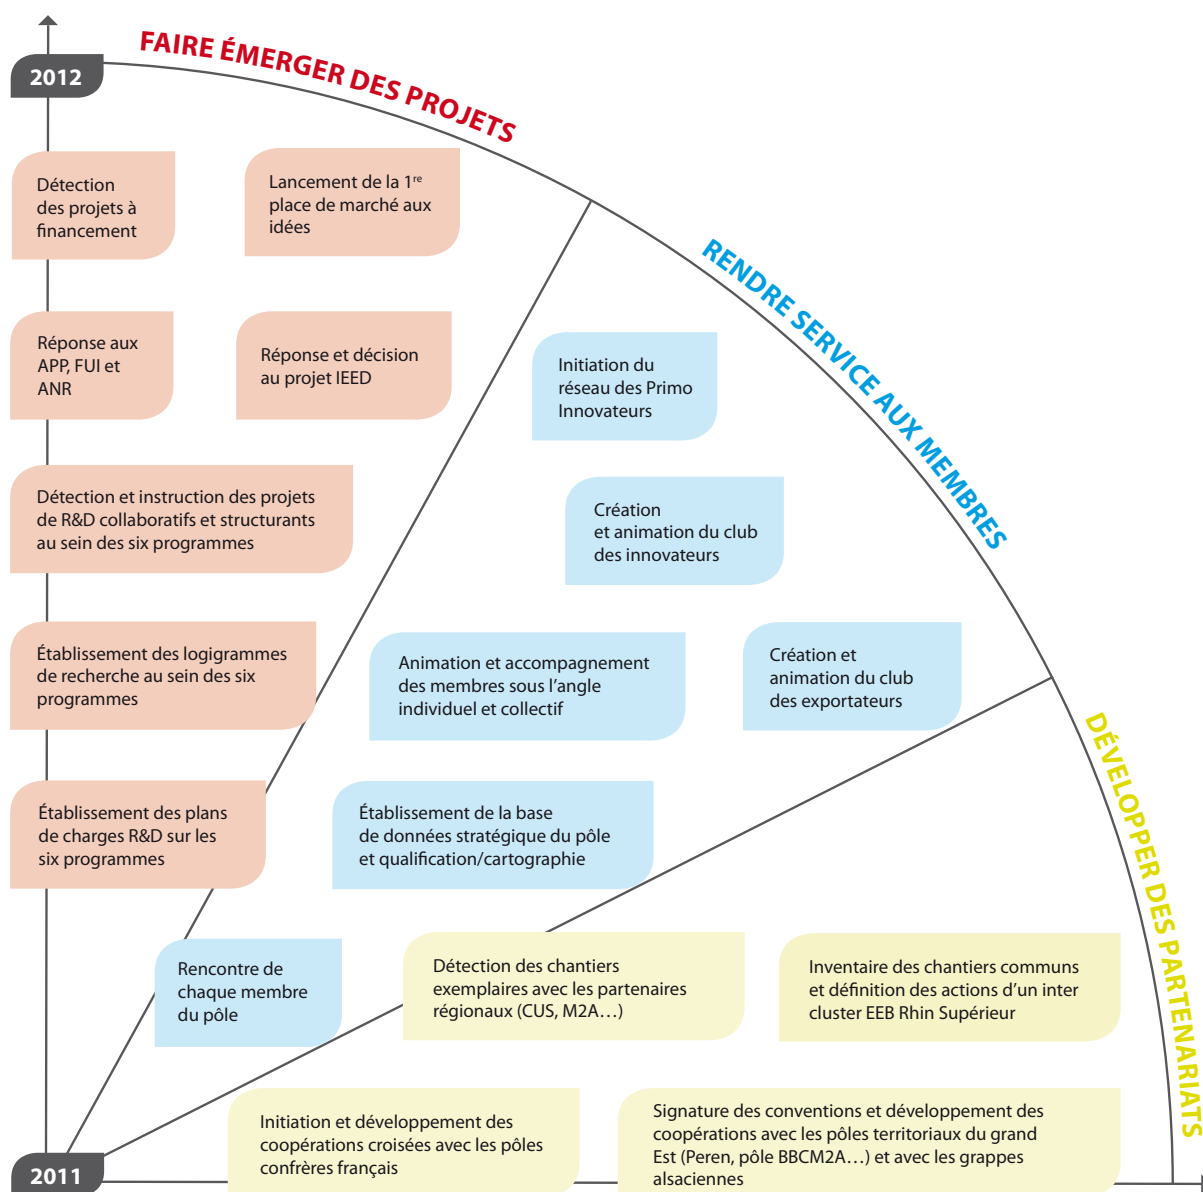 FAIRE ÉMERGER DES PROJETS
2012
Détection
des projets à
financement
Lancement de la 1re
place de marché aux
idées
RENDRE SERVICE AUX MEMBRES
Réponse aux
APP, FUI et
ANR
Réponse et décision
au projet IEED
Initiation du
réseau des Primo
Innovateurs
Détection et instruction des projets
de R&D collaboratifs et structurants
au sein des six programmes
Création
et animation du club
des innovateurs
Établissement des logigrammes
de recherche au sein des six
programmes
Animation et accompagnement
des membres sous l'angle
individuel et collectif
Création et
animation du club
des exportateurs
DÉVELOPPER DES PARTENARIATS
Établissement des plans
de charges R&D sur les
six programmes
Établissement de la base
de données stratégique du pôle
et qualification/cartographie
Rencontre de
chaque membre
du pôle
Détection des chantiers
exemplaires avec les partenaires
régionaux (CUS, M2A…)
Inventaire des chantiers communs
et définition des actions d'un inter
cluster EEB Rhin Supérieur
Initiation et développement des
coopérations croisées avec les pôles
confrères français
Signature des conventions et développement des
coopérations avec les pôles territoriaux du grand
Est (Peren, pôle BBCM2A…) et avec les grappes
alsaciennes
2011